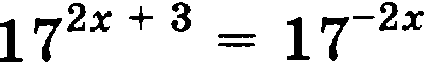 17^{2x + 3} = 17^{-2x}